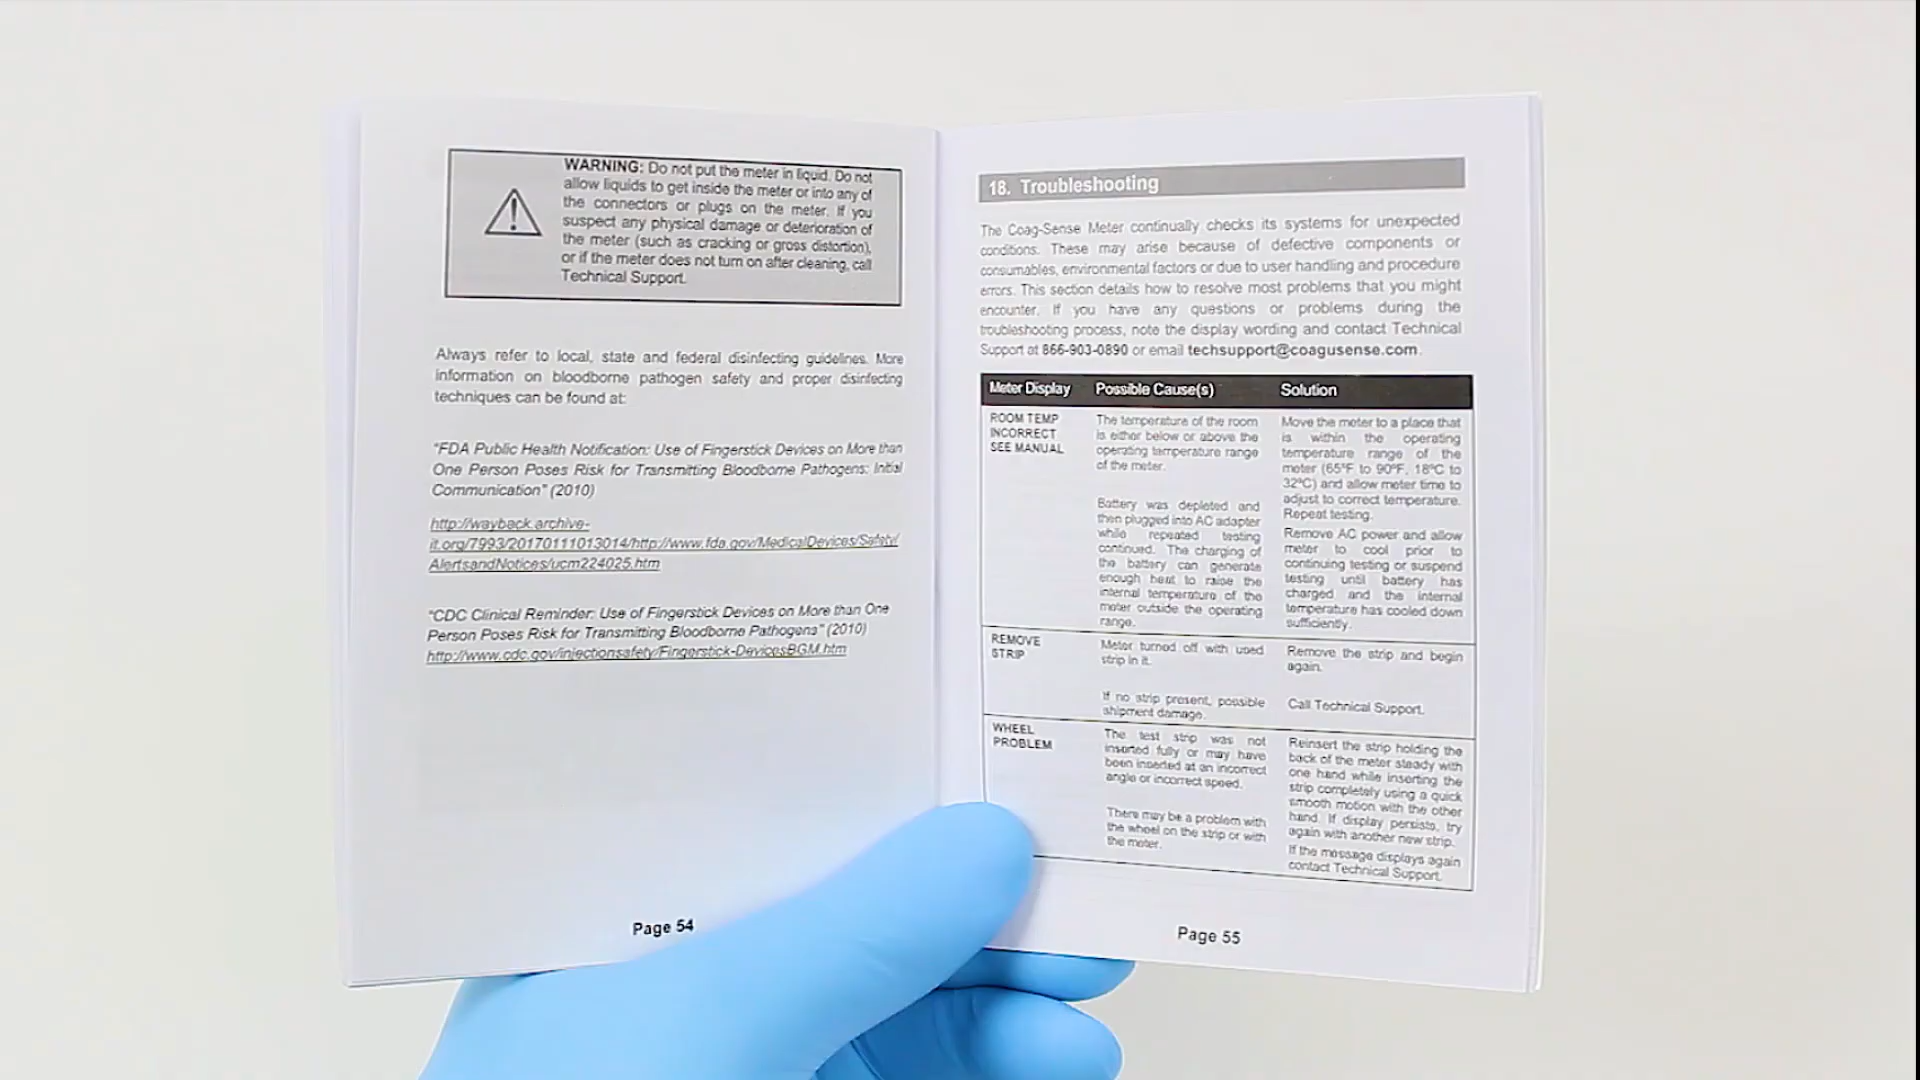 WARNING: Do not put the meter in liquid. Do not
allow liquids to get inside the meter or into any of
the connectors or plugs on the meter. If you
suspect any physical damage or deterioration of
the meter (such as cracking or gross distortion),
or if the meter does not turn on after cleaning, call
Technical Support.
Always refer to local, state and federal disinfecting guidelines. More
information on bloodborne pathogen safety and proper disinfecting
techniques can be found at:
"FDA Public Health Notification: Use of Fingerstick Devices on More than
One Person Poses Risk for Transmitting Bloodborne Pathogens: Initial
Communication" (2010)
http://wayback.archive-
it.org/7993/20170111013014/http://www.fda.gov/MedicalDevices/Safety/
AlertsandNotices/ucm224025.htm
"CDC Clinical Reminder: Use of Fingerstick Devices on More than One
Person Poses Risk for Transmitting Bloodborne Pathogens" (2010)
http://www.cdc.gov/injectionsafety/Fingerstick-DevicesBGM.htm
Page 54
18. Troubleshooting
The Coag-Sense Meter continually checks its systems for unexpected
conditions. These may arise because of defective components or
consumables, environmental factors or due to user handling and procedure
errors. This section details how to resolve most problems that you might
encounter. If you have any questions or problems during the
troubleshooting process, note the display wording and contact Technical
Support at 866-903-0890 or email techsupport@coagusense.com.
Meter Display Possible Cause(s) Solution
ROOM TEMP
INCORRECT
SEE MANUAL
The temperature of the room
is either below or above the
operating temperature range
of the meter.
Battery was depleted and
then plugged into AC adapter
while repeated testing
continued. The charging of
the battery can generate
enough heat to raise the
internal temperature of the
meter outside the operating
range.
Move the meter to a place that
is within the operating
temperature range of the
meter (65ºF to 90ºF, 18ºC to
32ºC) and allow meter time to
adjust to correct temperature.
Repeat testing.
Remove AC power and allow
meter to cool prior to
continuing testing or suspend
testing until battery has
charged and the internal
temperature has cooled down
sufficiently.
REMOVE
STRIP
Meter turned off with used
strip in it.
If no strip present, possible
shipment damage.
Remove the strip and begin
again.
Call Technical Support.
WHEEL
PROBLEM
The test strip was not
inserted fully or may have
been inserted at an incorrect
angle or incorrect speed.
There may be a problem with
the wheel on the strip or with
the meter.
Reinsert the strip holding the
back of the meter steady with
one hand while inserting the
strip completely using a quick
smooth motion with the other
hand. If display persists, try
again with another new strip.
If the message displays again
contact Technical Support.
Page 55